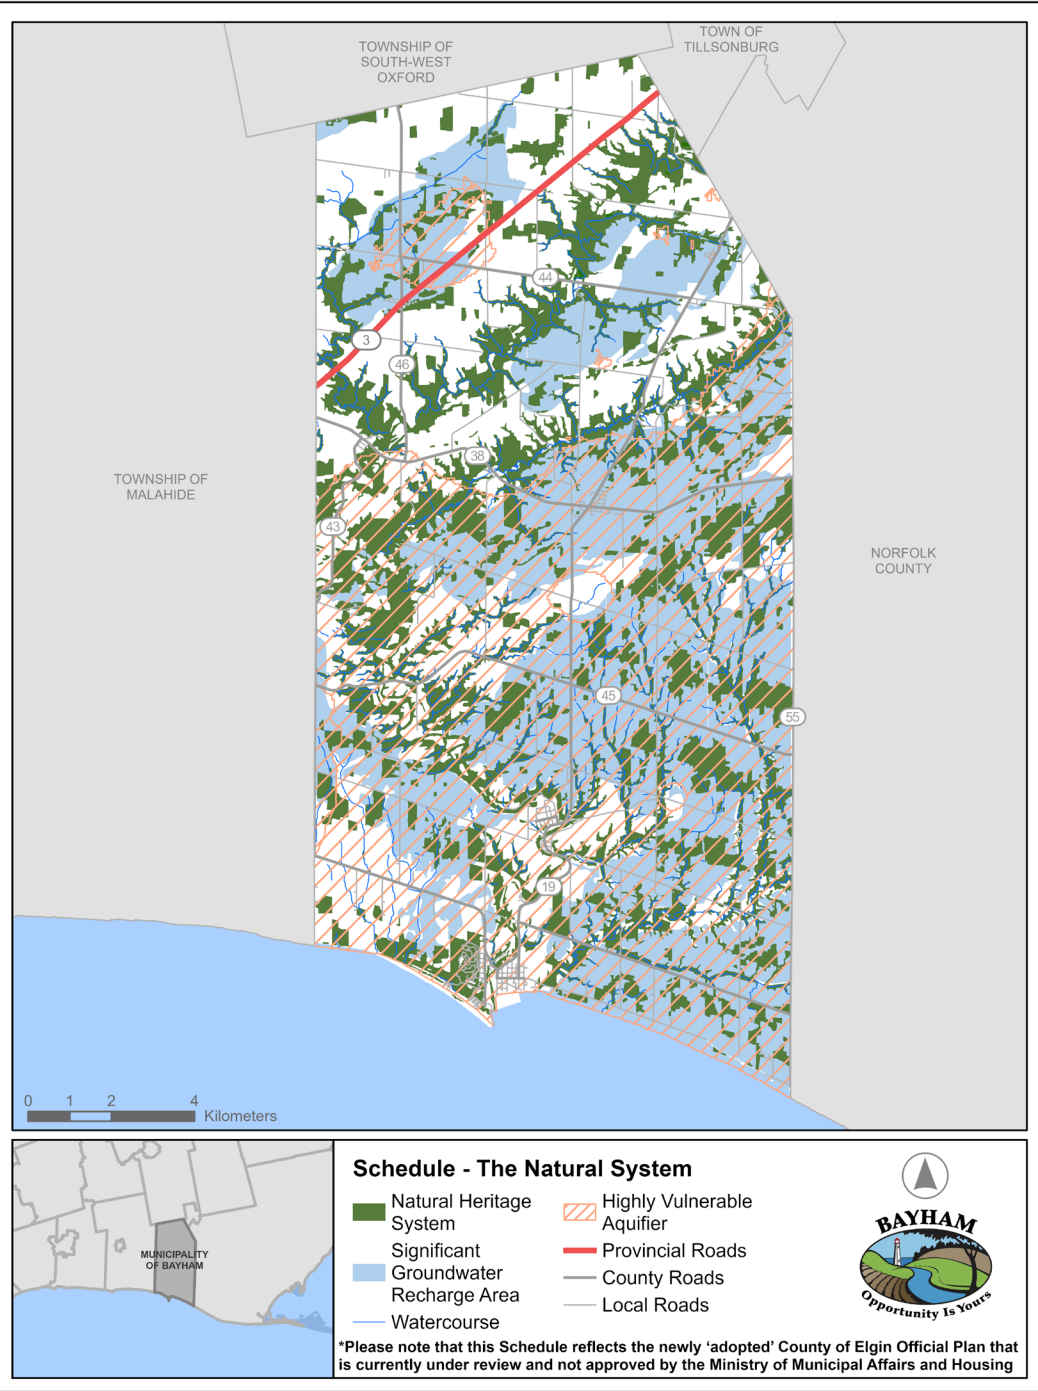 TOWNSHIP OF
SOUTH-WEST
OXFORD
TOWN OF
TILLSONBURG
44
3
46
38
TOWNSHIP OF
MALAHIDE
43
NORFOLK
COUNTY
45
55
19
0 1 2 4
Kilometers
MUNICIPALITY
OF BAYHAM
Schedule - The Natural System
Natural Heritage
System
Significant
Groundwater
Recharge Area
Watercourse
Highly Vulnerable
Aquifier
Provincial Roads
County Roads
Local Roads
BAYHAM
Opportunity Is Yours
*Please note that this Schedule reflects the newly ‘adopted’ County of Elgin Official Plan that
is currently under review and not approved by the Ministry of Municipal Affairs and Housing